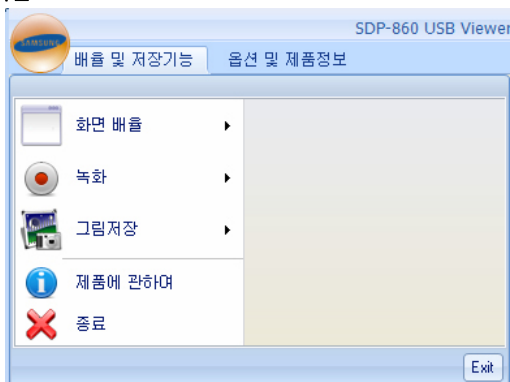 SAMSUNG
SDP-860 USB Viewer
배율 및 저장기능 옵션 및 제품정보
화면 배율
녹화
그림저장
제품에 관하여
종료
Exit